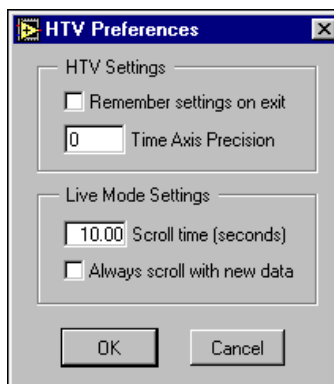 HTV Preferences
HTV Settings
Remember settings on exit
0 Time Axis Precision
Live Mode Settings
10.00 Scroll time (seconds)
Always scroll with new data
OK Cancel